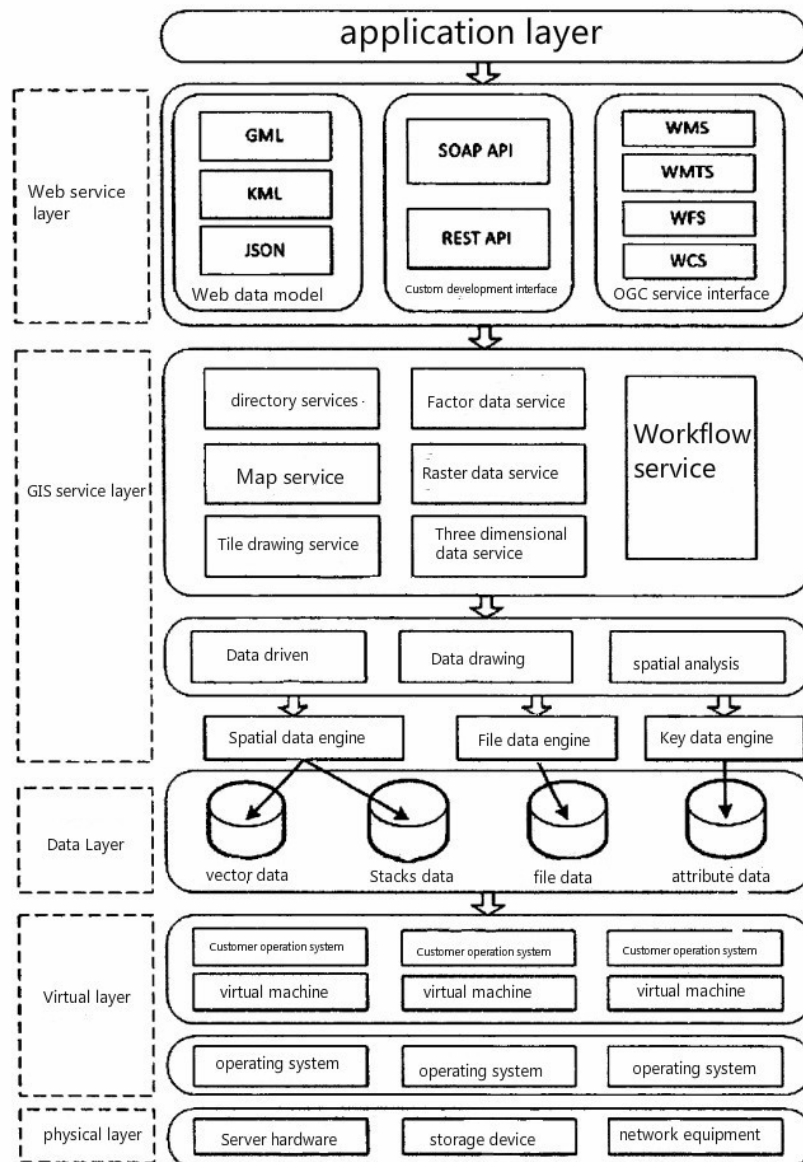 application layer
Web service
layer
GML
KML
JSON
Web data model
SOAP API
REST API
Custom development interface
WMS
WMTS
WFS
WCS
OGC service interface
GIS service layer
directory services
Factor data service
Workflow
service
Map service
Raster data service
Tile drawing service
Three dimensional
data service
Data driven
Data drawing
spatial analysis
Spatial data engine
File data engine
Key data engine
Data Layer
vector data
Stacks data
file data
attribute data
Virtual layer
Customer operation system
Customer operation system
Customer operation system
virtual machine
virtual machine
virtual machine
operating system
operating system
operating system
physical layer
Server hardware
storage device
network equipment